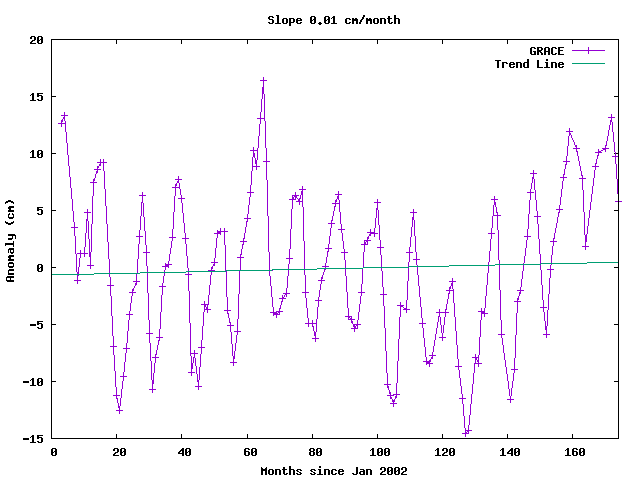 Slope 0.01 cm/month
GRACE
Trend Line
20
15
10
5
0
-5
-10
-15
Anomaly (cm)
0 20 40 60 80 100 120 140 160
Months since Jan 2002